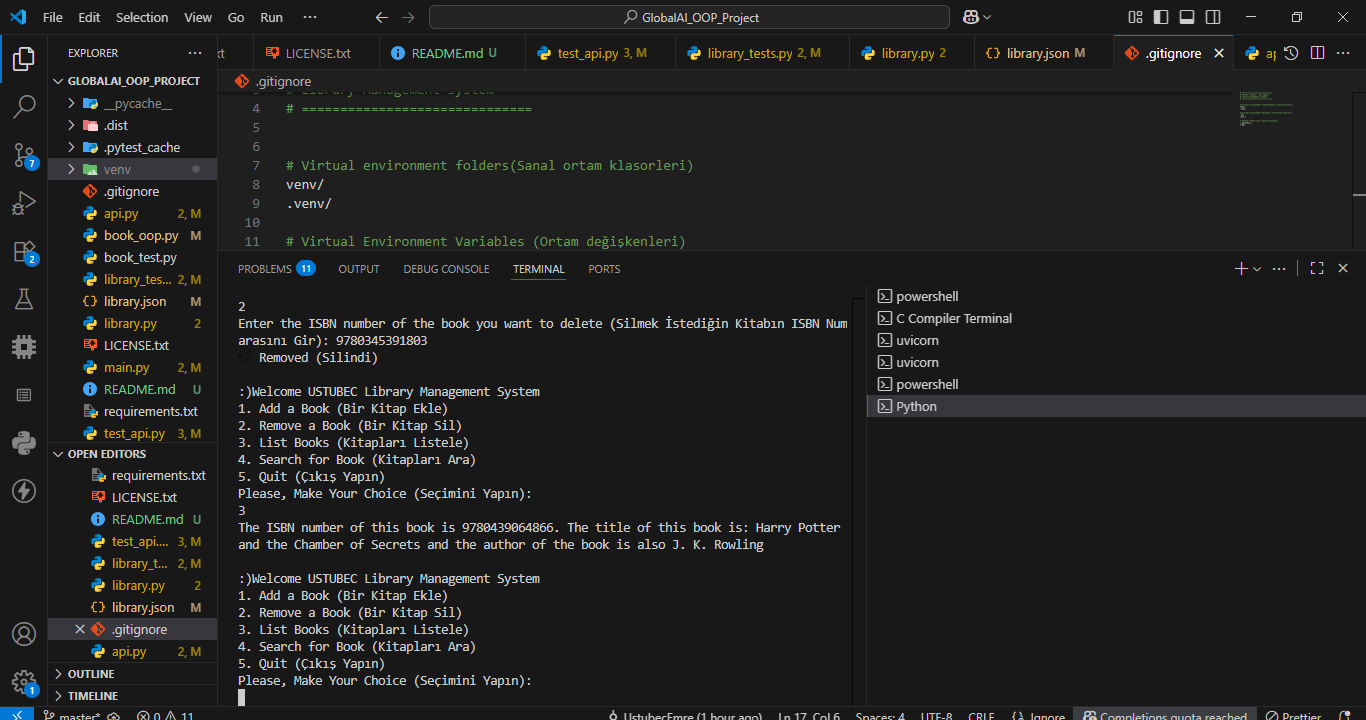 File Edit Selection View Go Run ··· GlobalAI_OOP_Project
EXPLORER ···
GLOBALAI_OOP_PROJECT
__pycache__
.dist
.pytest_cache
venv
.gitignore
api.py 2, M
book_oop.py M
book_test.py
library_tes... 2, M
library.json M
library.py 2
LICENSE.txt
main.py 2, M
README.md U
requirements.txt
test_api.py 3, M
OPEN EDITORS
requirements.txt
LICENSE.txt
README.md U
test_api.... 3, M
library_t... 2, M
library.py 2
library.json M
.gitignore
api.py 2, M
OUTLINE
TIMELINE
7
2
1
LICENSE.txt README.md U test_api.py 3, M library_tests.py 2, M library.py 2 library.json M .gitignore
.gitignore
4 # ==============================
5
6
7 # Virtual environment folders(Sanal ortam klasorleri)
8 venv/
9 .venv/
10
11 # Virtual Environment Variables (Ortam değişkenleri)
PROBLEMS 11 OUTPUT DEBUG CONSOLE TERMINAL PORTS
2
Enter the ISBN number of the book you want to delete (Silmek İstediğin Kitabın ISBN Num
arasını Gir): 9780345391803
Removed (Silindi)
:)Welcome USTUBEC Library Management System
1. Add a Book (Bir Kitap Ekle)
2. Remove a Book (Bir Kitap Sil)
3. List Books (Kitapları Listele)
4. Search for Book (Kitapları Ara)
5. Quit (Çıkış Yapın)
Please, Make Your Choice (Seçimini Yapın):
3
The ISBN number of this book is 9780439064866. The title of this book is: Harry Potter
and the Chamber of Secrets and the author of the book is also J. K. Rowling
:)Welcome USTUBEC Library Management System
1. Add a Book (Bir Kitap Ekle)
2. Remove a Book (Bir Kitap Sil)
3. List Books (Kitapları Listele)
4. Search for Book (Kitapları Ara)
5. Quit (Çıkış Yapın)
Please, Make Your Choice (Seçimini Yapın):
powershell
C Compiler Terminal
uvicorn
uvicorn
powershell
Python
master* 0 11 UstubecEmre (1 hour ago) Ln 17, Col 6 Spaces: 4 UTF-8 CRLF Ignore Completions quota reached Prettier